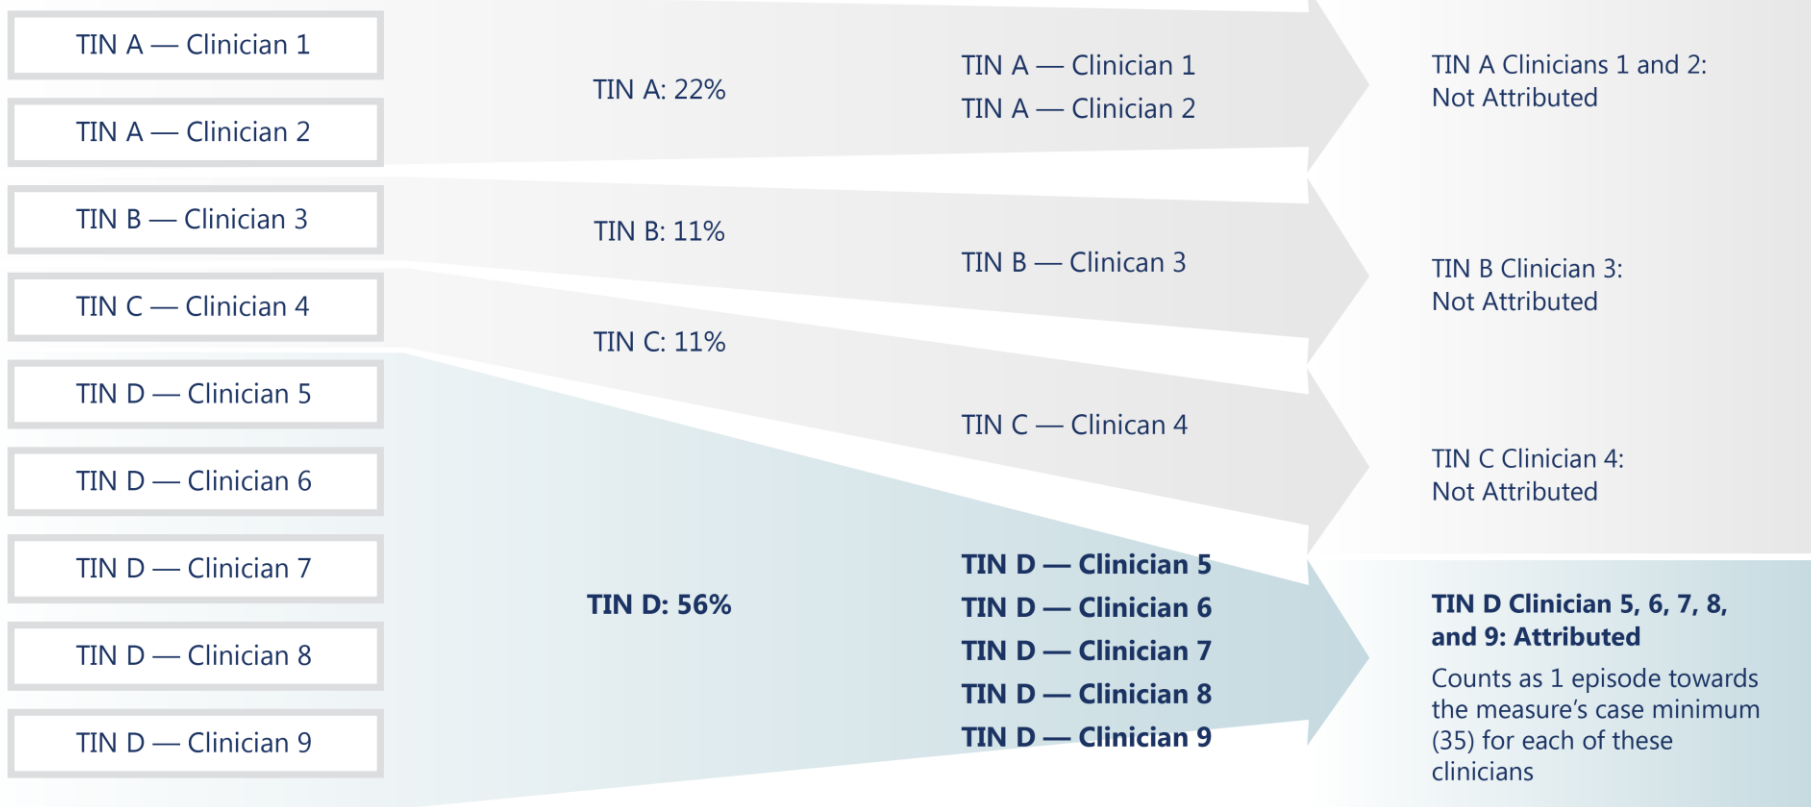 TIN A — Clinician 1
TIN A — Clinician 2
TIN B — Clinician 3
TIN C — Clinician 4
TIN D — Clinician 5
TIN D — Clinician 6
TIN D — Clinician 7
TIN D — Clinician 8
TIN D — Clinician 9
TIN A: 22%
TIN B: 11%
TIN C: 11%
TIN D: 56%
TIN A — Clinician 1
TIN A — Clinician 2
TIN B — Clinican 3
TIN C — Clinican 4
TIN D — Clinician 5
TIN D — Clinician 6
TIN D — Clinician 7
TIN D — Clinician 8
TIN D — Clinician 9
TIN A Clinicians 1 and 2:
Not Attributed
TIN B Clinician 3:
Not Attributed
TIN C Clinician 4:
Not Attributed
TIN D Clinician 5, 6, 7, 8,
and 9: Attributed
Counts as 1 episode towards
the measure’s case minimum
(35) for each of these
clinicians